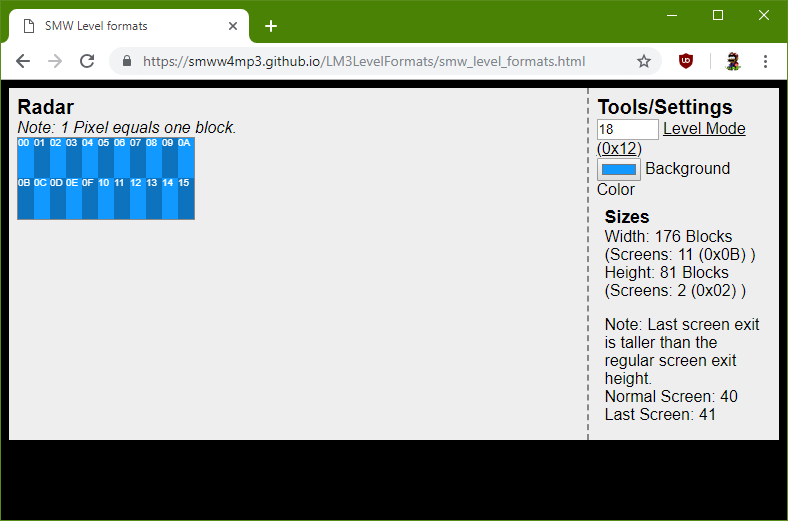 SMW Level formats
https://smww4mp3.github.io/LM3LevelFormats/smw_level_formats.html
Radar
Note: 1 Pixel equals one block.
00 01 02 03 04 05 06 07 08 09 0A
0B 0C 0D 0E 0F 10 11 12 13 14 15
Tools/Settings
18 Level Mode
(0x12)
Background
Color
Sizes
Width: 176 Blocks
(Screens: 11 (0x0B) )
Height: 81 Blocks
(Screens: 2 (0x02) )
Note: Last screen exit
is taller than the
regular screen exit
height.
Normal Screen: 40
Last Screen: 41